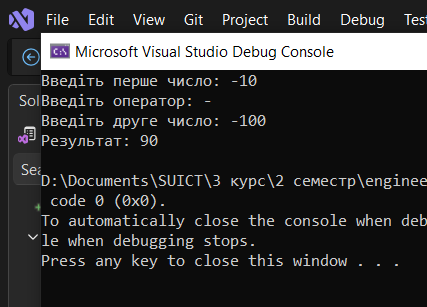 File Edit View Git Project Build Debug
Microsoft Visual Studio Debug Console
Введіть перше число: -10
Введіть оператор: -
Введіть друге число: -100
Результат: 90
D:\Documents\SUICT\3 курс\2 семестр\
code 0 (0x0).
To automatically close the console when
le when debugging stops.
Press any key to close this window . . .